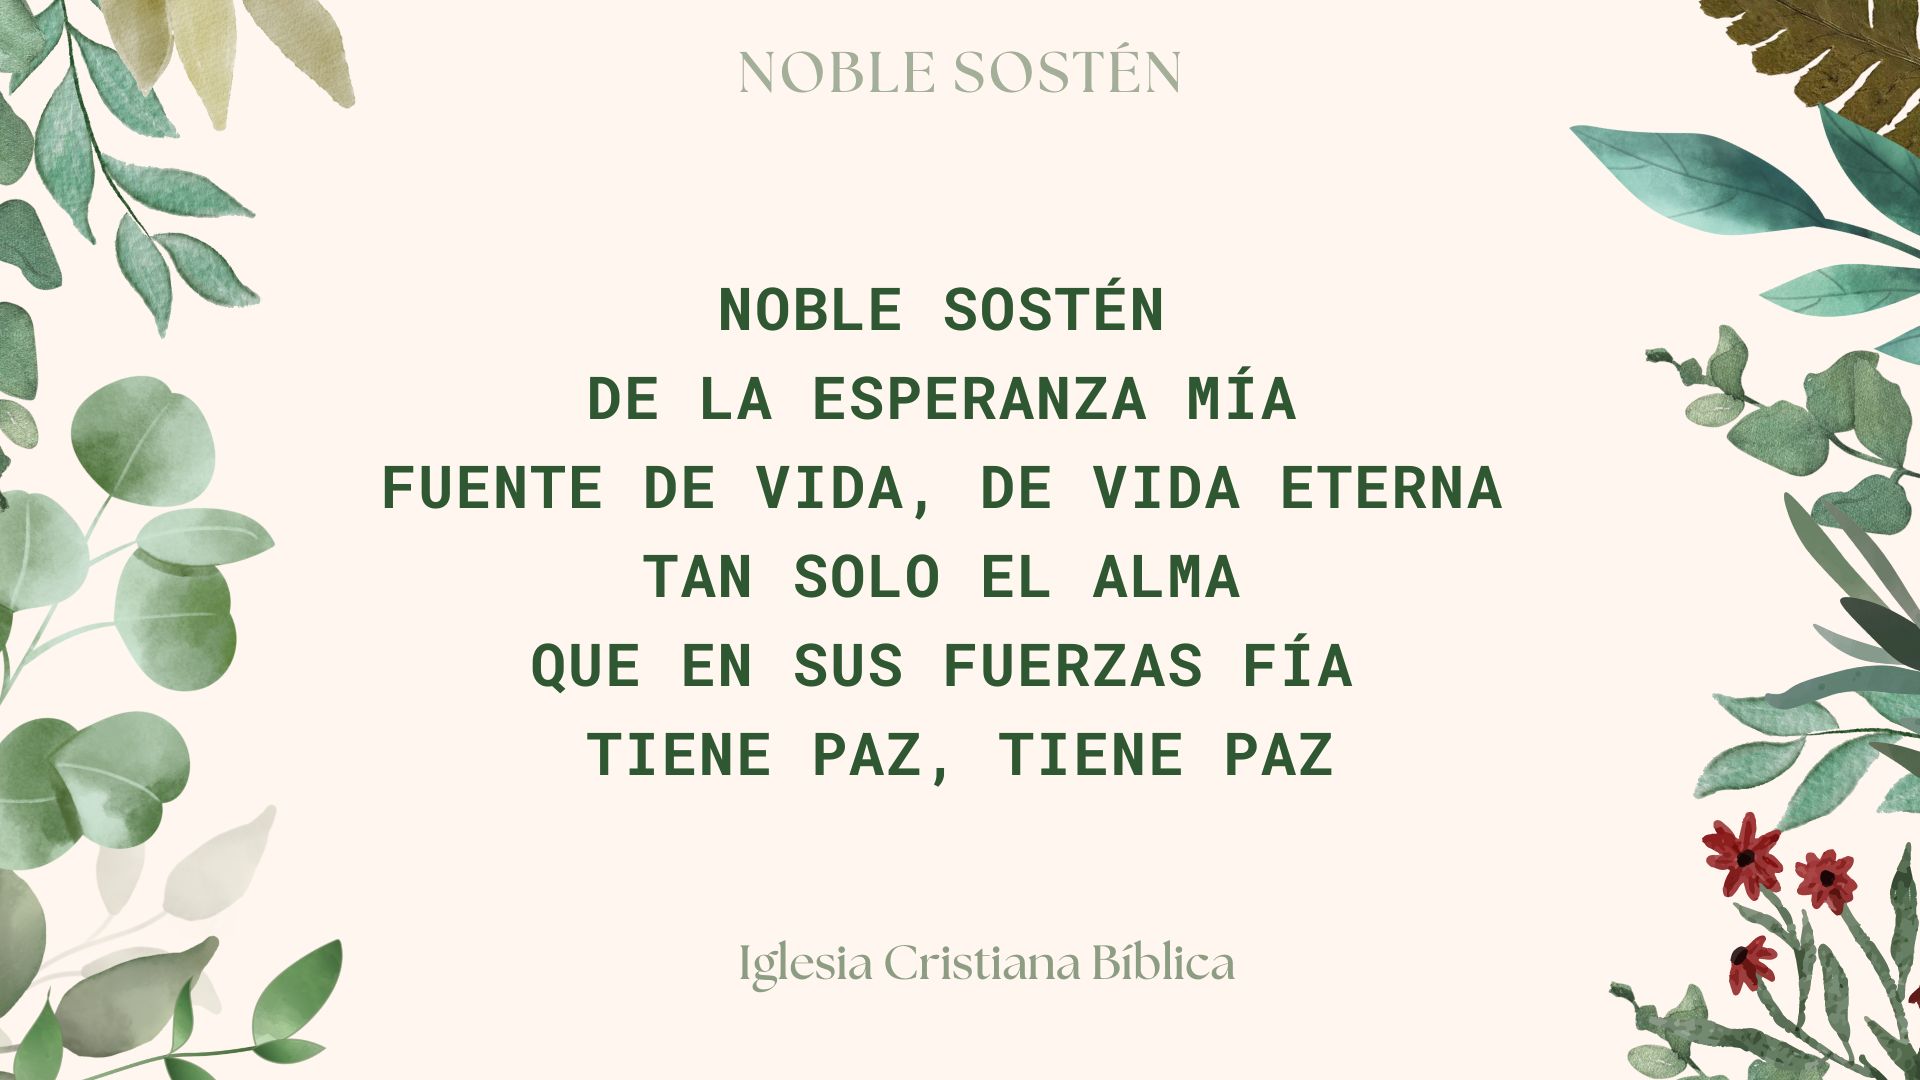 NOBLE SOSTÉN
NOBLE SOSTÉN
DE LA ESPERANZA MÍA
FUENTE DE VIDA, DE VIDA ETERNA
TAN SOLO EL ALMA
QUE EN SUS FUERZAS FÍA
TIENE PAZ, TIENE PAZ
Iglesia Cristiana Bíblica